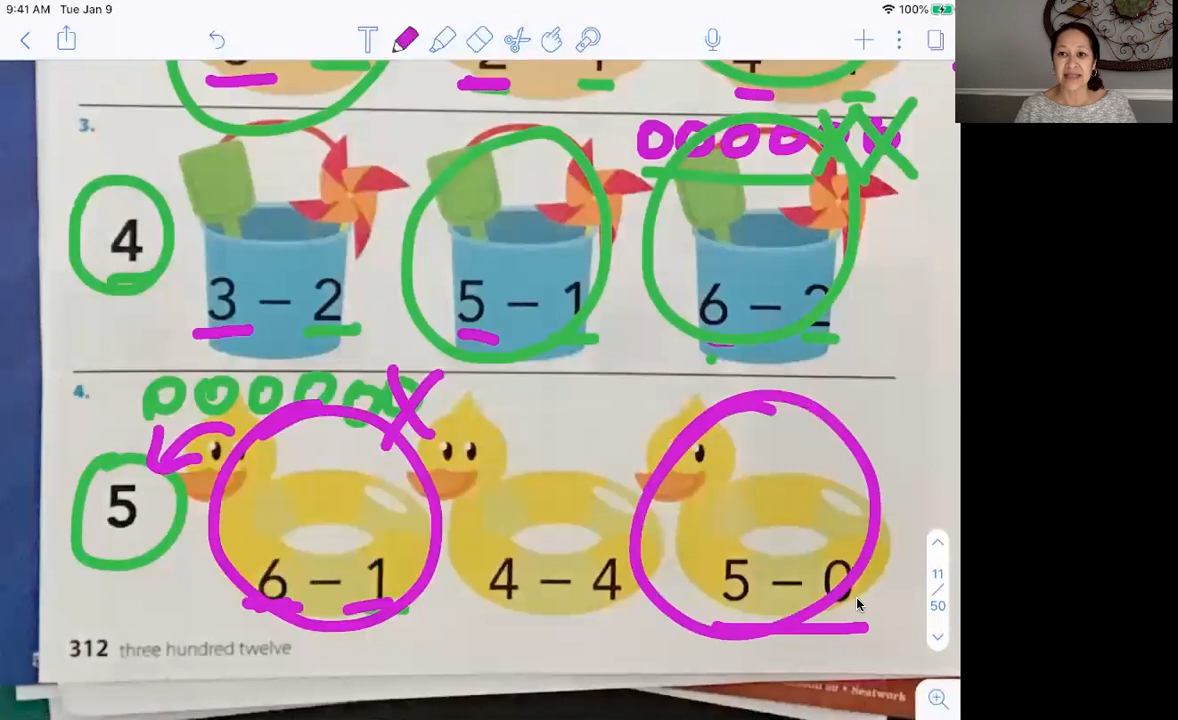 9:41 AM Tue Jan 9
100%
T
3.
4
3 – 2
5 – 1
6 – 2
4.
5
6 – 1
4 – 4
5 – 0
11
/
50
312 three hundred twelve
Seatwork